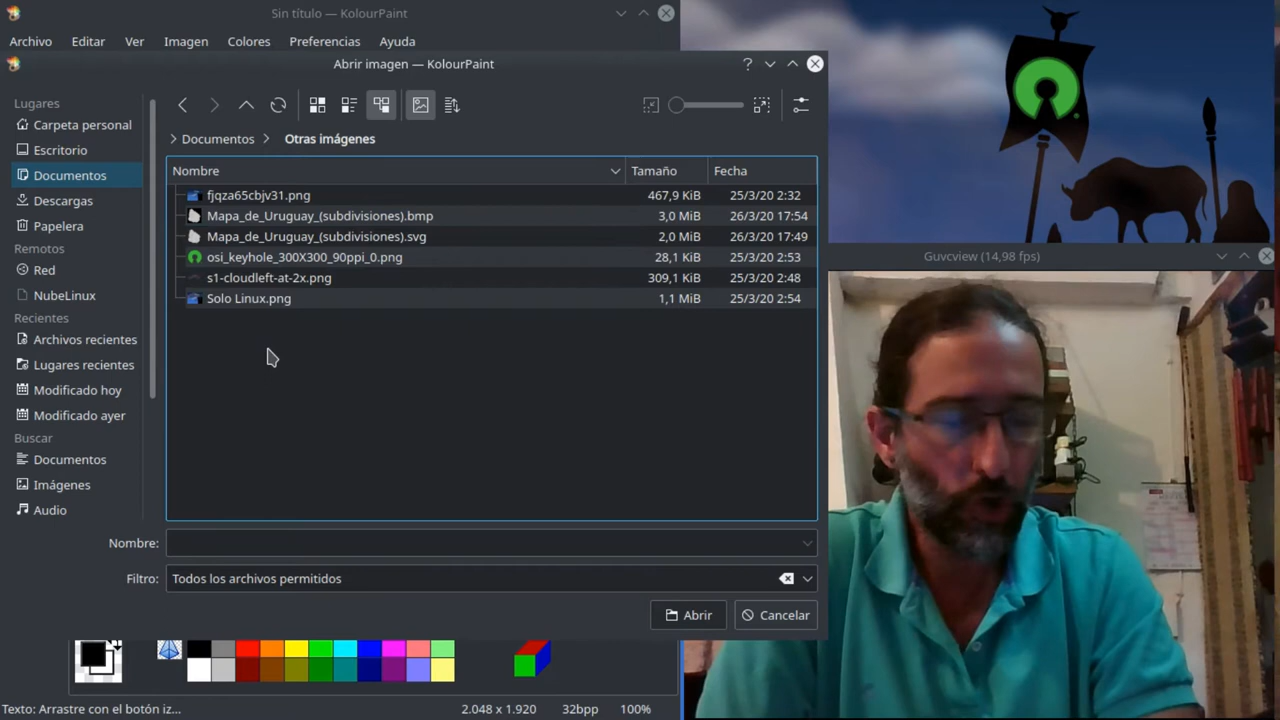 Sin título — KolourPaint
Archivo Editar Ver Imagen Colores Preferencias Ayuda
Abrir imagen — KolourPaint
Lugares
Carpeta personal
Escritorio
Documentos
Descargas
Papelera
Remotos
Red
NubeLinux
Recientes
Archivos recientes
Lugares recientes
Modificado hoy
Modificado ayer
Buscar
Documentos
Imágenes
Audio
Documentos Otras imágenes
Nombre Tamaño Fecha
fjqza65cbjv31.png 467,9 KiB 25/3/20 2:32
Mapa_de_Uruguay_(subdivisiones).bmp 3,0 MiB 26/3/20 17:54
Mapa_de_Uruguay_(subdivisiones).svg 2,0 MiB 26/3/20 17:49
osi_keyhole_300X300_90ppi_0.png 28,1 KiB 25/3/20 2:53
s1-cloudleft-at-2x.png 309,1 KiB 25/3/20 2:48
Solo Linux.png 1,1 MiB 25/3/20 2:54
Nombre:
Filtro: Todos los archivos permitidos
Abrir Cancelar
Texto: Arrastre con el botón iz... 2.048 x 1.920 32bpp 100%
Guvcview (14,98 fps)